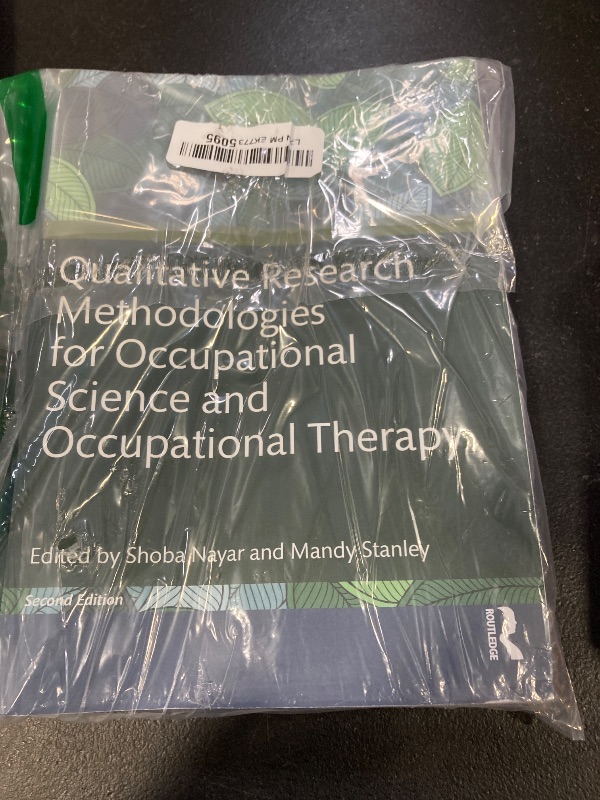 5095
Qualitative Research
Methodologies
for Occupational
Science and
Occupational Therapy
Edited by Shoba Nayar and Mandy Stanley
Second Edition
ROUTLEDGE